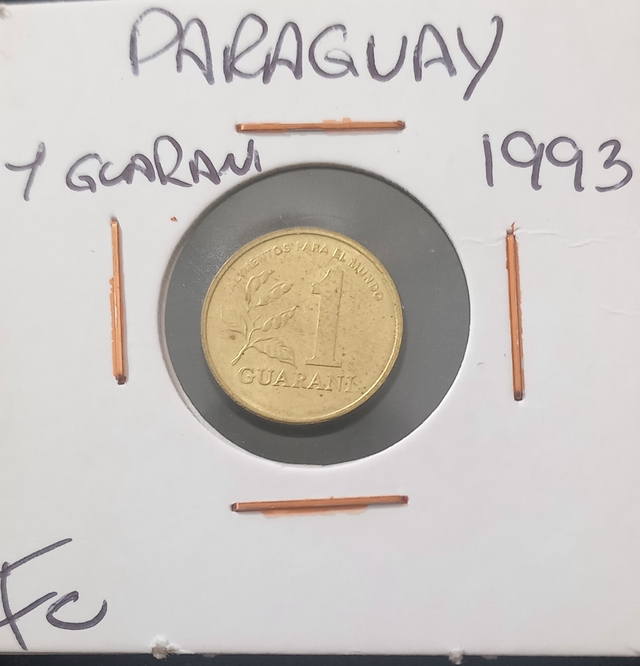 PARAGUAY
1 GUARANI
1993
ALIMENTOS PARA EL MUNDO
1
GUARANI
FC